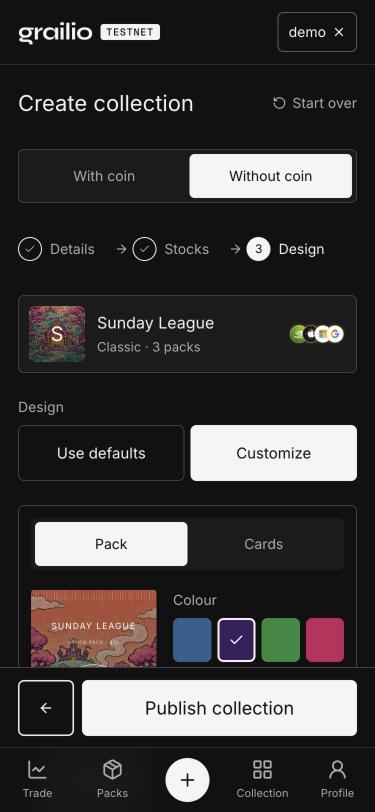 grailio TESTNET demo ×
Create collection Start over
With coin Without coin
Details → Stocks → 3 Design
S Sunday League
Classic · 3 packs
Design
Use defaults Customize
Pack Cards
Colour
SUNDAY LEAGUE
Publish collection
Trade Packs + Collection Profile